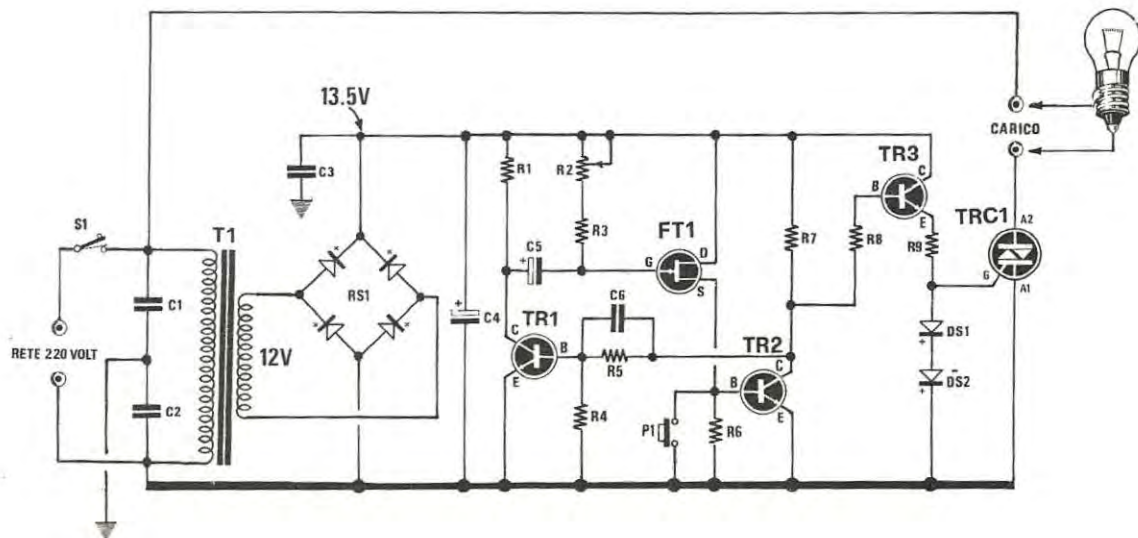 13.5V
C3
S1
T1
C1
RETE 220 VOLT
C2
12V
RS1
+
C4
R1
R2
R3
+
C5
FT1
G
D
S
C6
TR1
C
B
E
R5
R4
TR2
C
B
E
P1
R6
R7
R8
TR3
C
B
E
R9
CARICO
TRC1
A2
G
A1
DS1
+
DS2
+